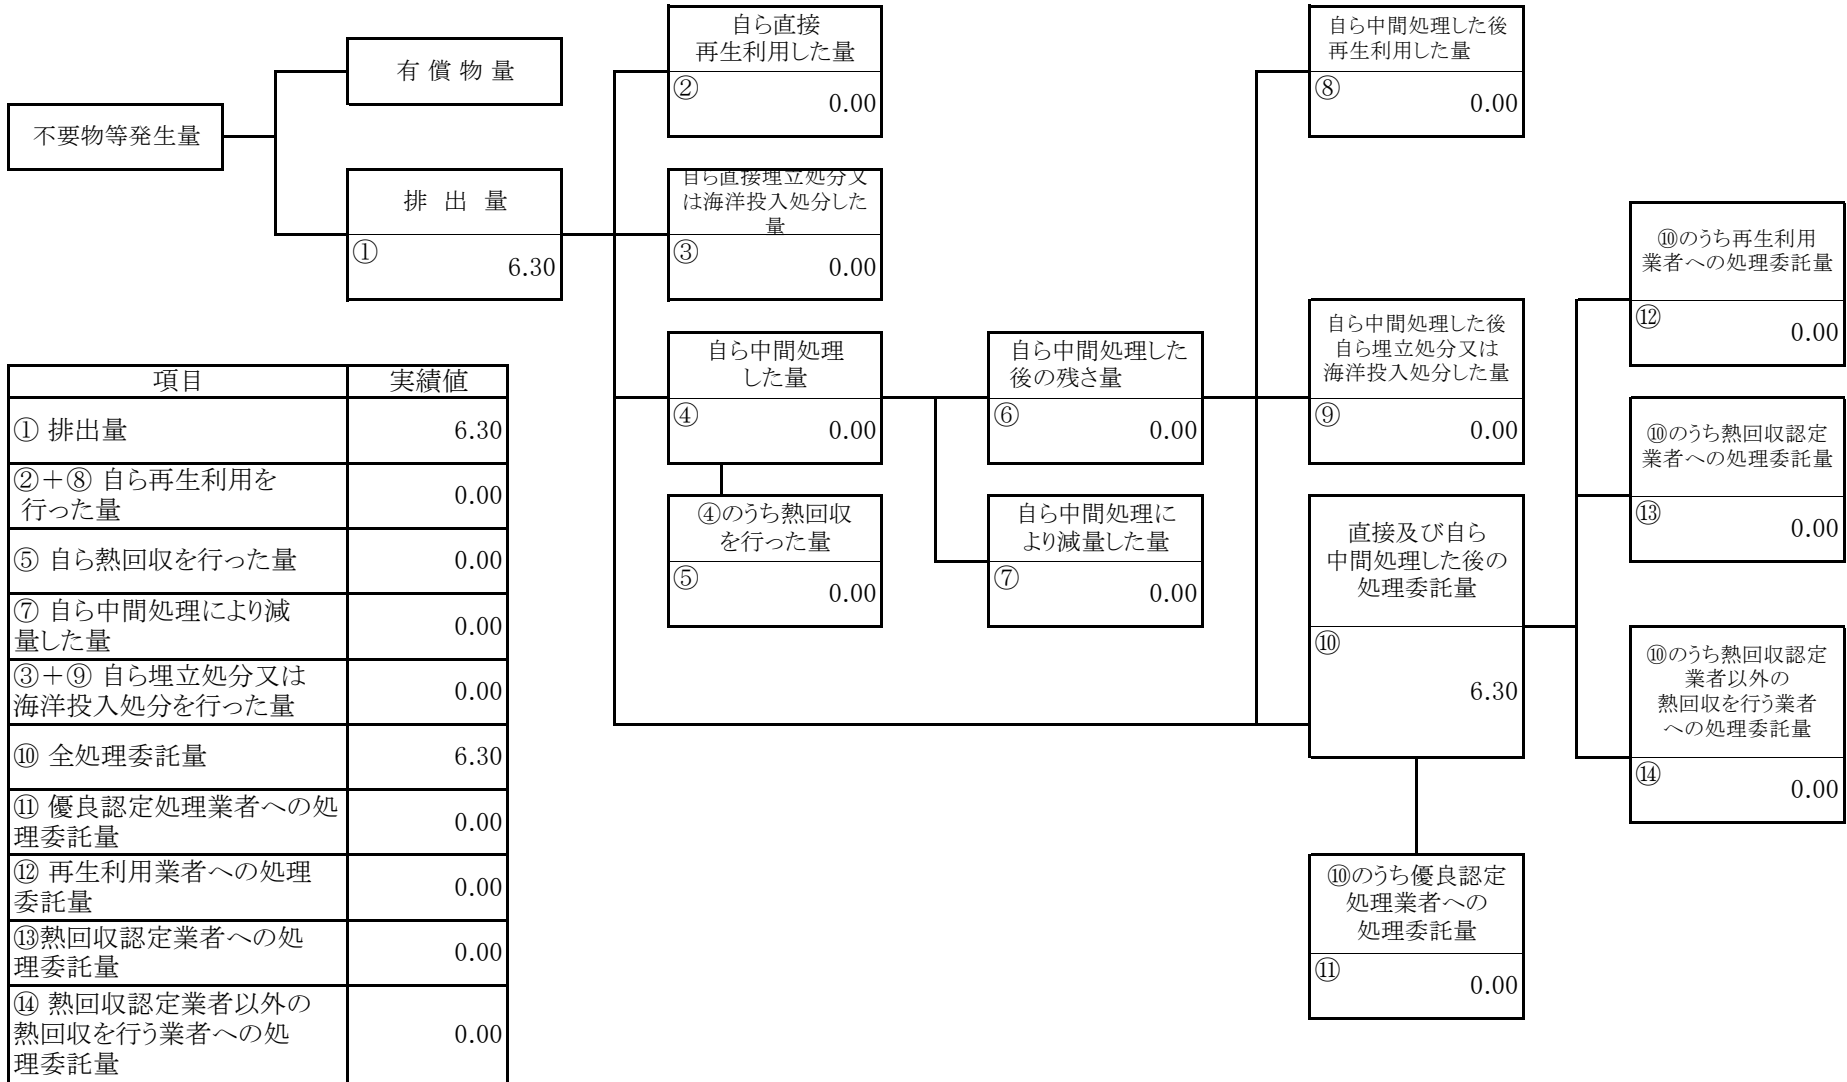 不要物等発生量
有 償 物 量
排 出 量
①
6.30
自ら直接
再生利用した量
②
0.00
自ら直接埋立処分又
は海洋投入処分した
量
③
0.00
自ら中間処理
した量
④
0.00
④のうち熱回収
を行った量
⑤
0.00
自ら中間処理した
後の残さ量
⑥
0.00
自ら中間処理に
より減量した量
⑦
0.00
自ら中間処理した後
再生利用した量
⑧
0.00
自ら中間処理した後
自ら埋立処分又は
海洋投入処分した量
⑨
0.00
直接及び自ら
中間処理した後の
処理委託量
⑩
6.30
⑩のうち優良認定
処理業者への
処理委託量
⑪
0.00
⑩のうち再生利用
業者への処理委託量
⑫
0.00
⑩のうち熱回収認定
業者への処理委託量
⑬
0.00
⑩のうち熱回収認定
業者以外の
熱回収を行う業者
への処理委託量
⑭
0.00
項目 実績値
① 排出量 6.30
②+⑧ 自ら再生利用を
行った量 0.00
⑤ 自ら熱回収を行った量 0.00
⑦ 自ら中間処理により減
量した量 0.00
③+⑨ 自ら埋立処分又は
海洋投入処分を行った量 0.00
⑩ 全処理委託量 6.30
⑪ 優良認定処理業者への処
理委託量 0.00
⑫ 再生利用業者への処理
委託量 0.00
⑬熱回収認定業者への処
理委託量 0.00
⑭ 熱回収認定業者以外の
熱回収を行う業者への処
理委託量 0.00